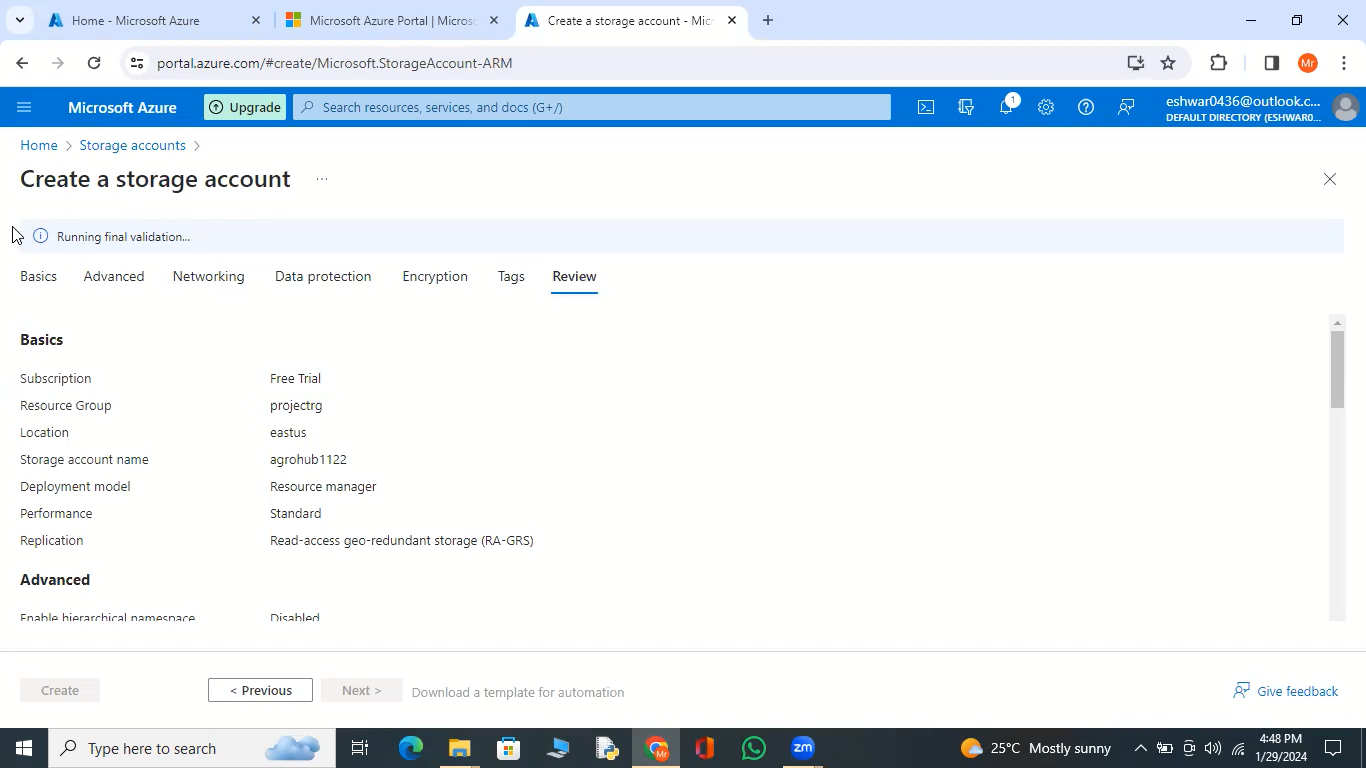 Home - Microsoft Azure
Microsoft Azure Portal | Micros
Create a storage account - Mic
portal.azure.com/#create/Microsoft.StorageAccount-ARM
Mr
Microsoft Azure
Upgrade
Search resources, services, and docs (G+/)
1
eshwar0436@outlook.c...
DEFAULT DIRECTORY (ESHWAR0...
Home > Storage accounts >
Create a storage account ...
Running final validation...
Basics Advanced Networking Data protection Encryption Tags Review
Basics
Subscription Free Trial
Resource Group projectrg
Location eastus
Storage account name agrohub1122
Deployment model Resource manager
Performance Standard
Replication Read-access geo-redundant storage (RA-GRS)
Advanced
Enable hierarchical namespace Disabled
Create < Previous Next > Download a template for automation Give feedback
Type here to search
Mr
zm
25°C Mostly sunny
4:48 PM
1/29/2024